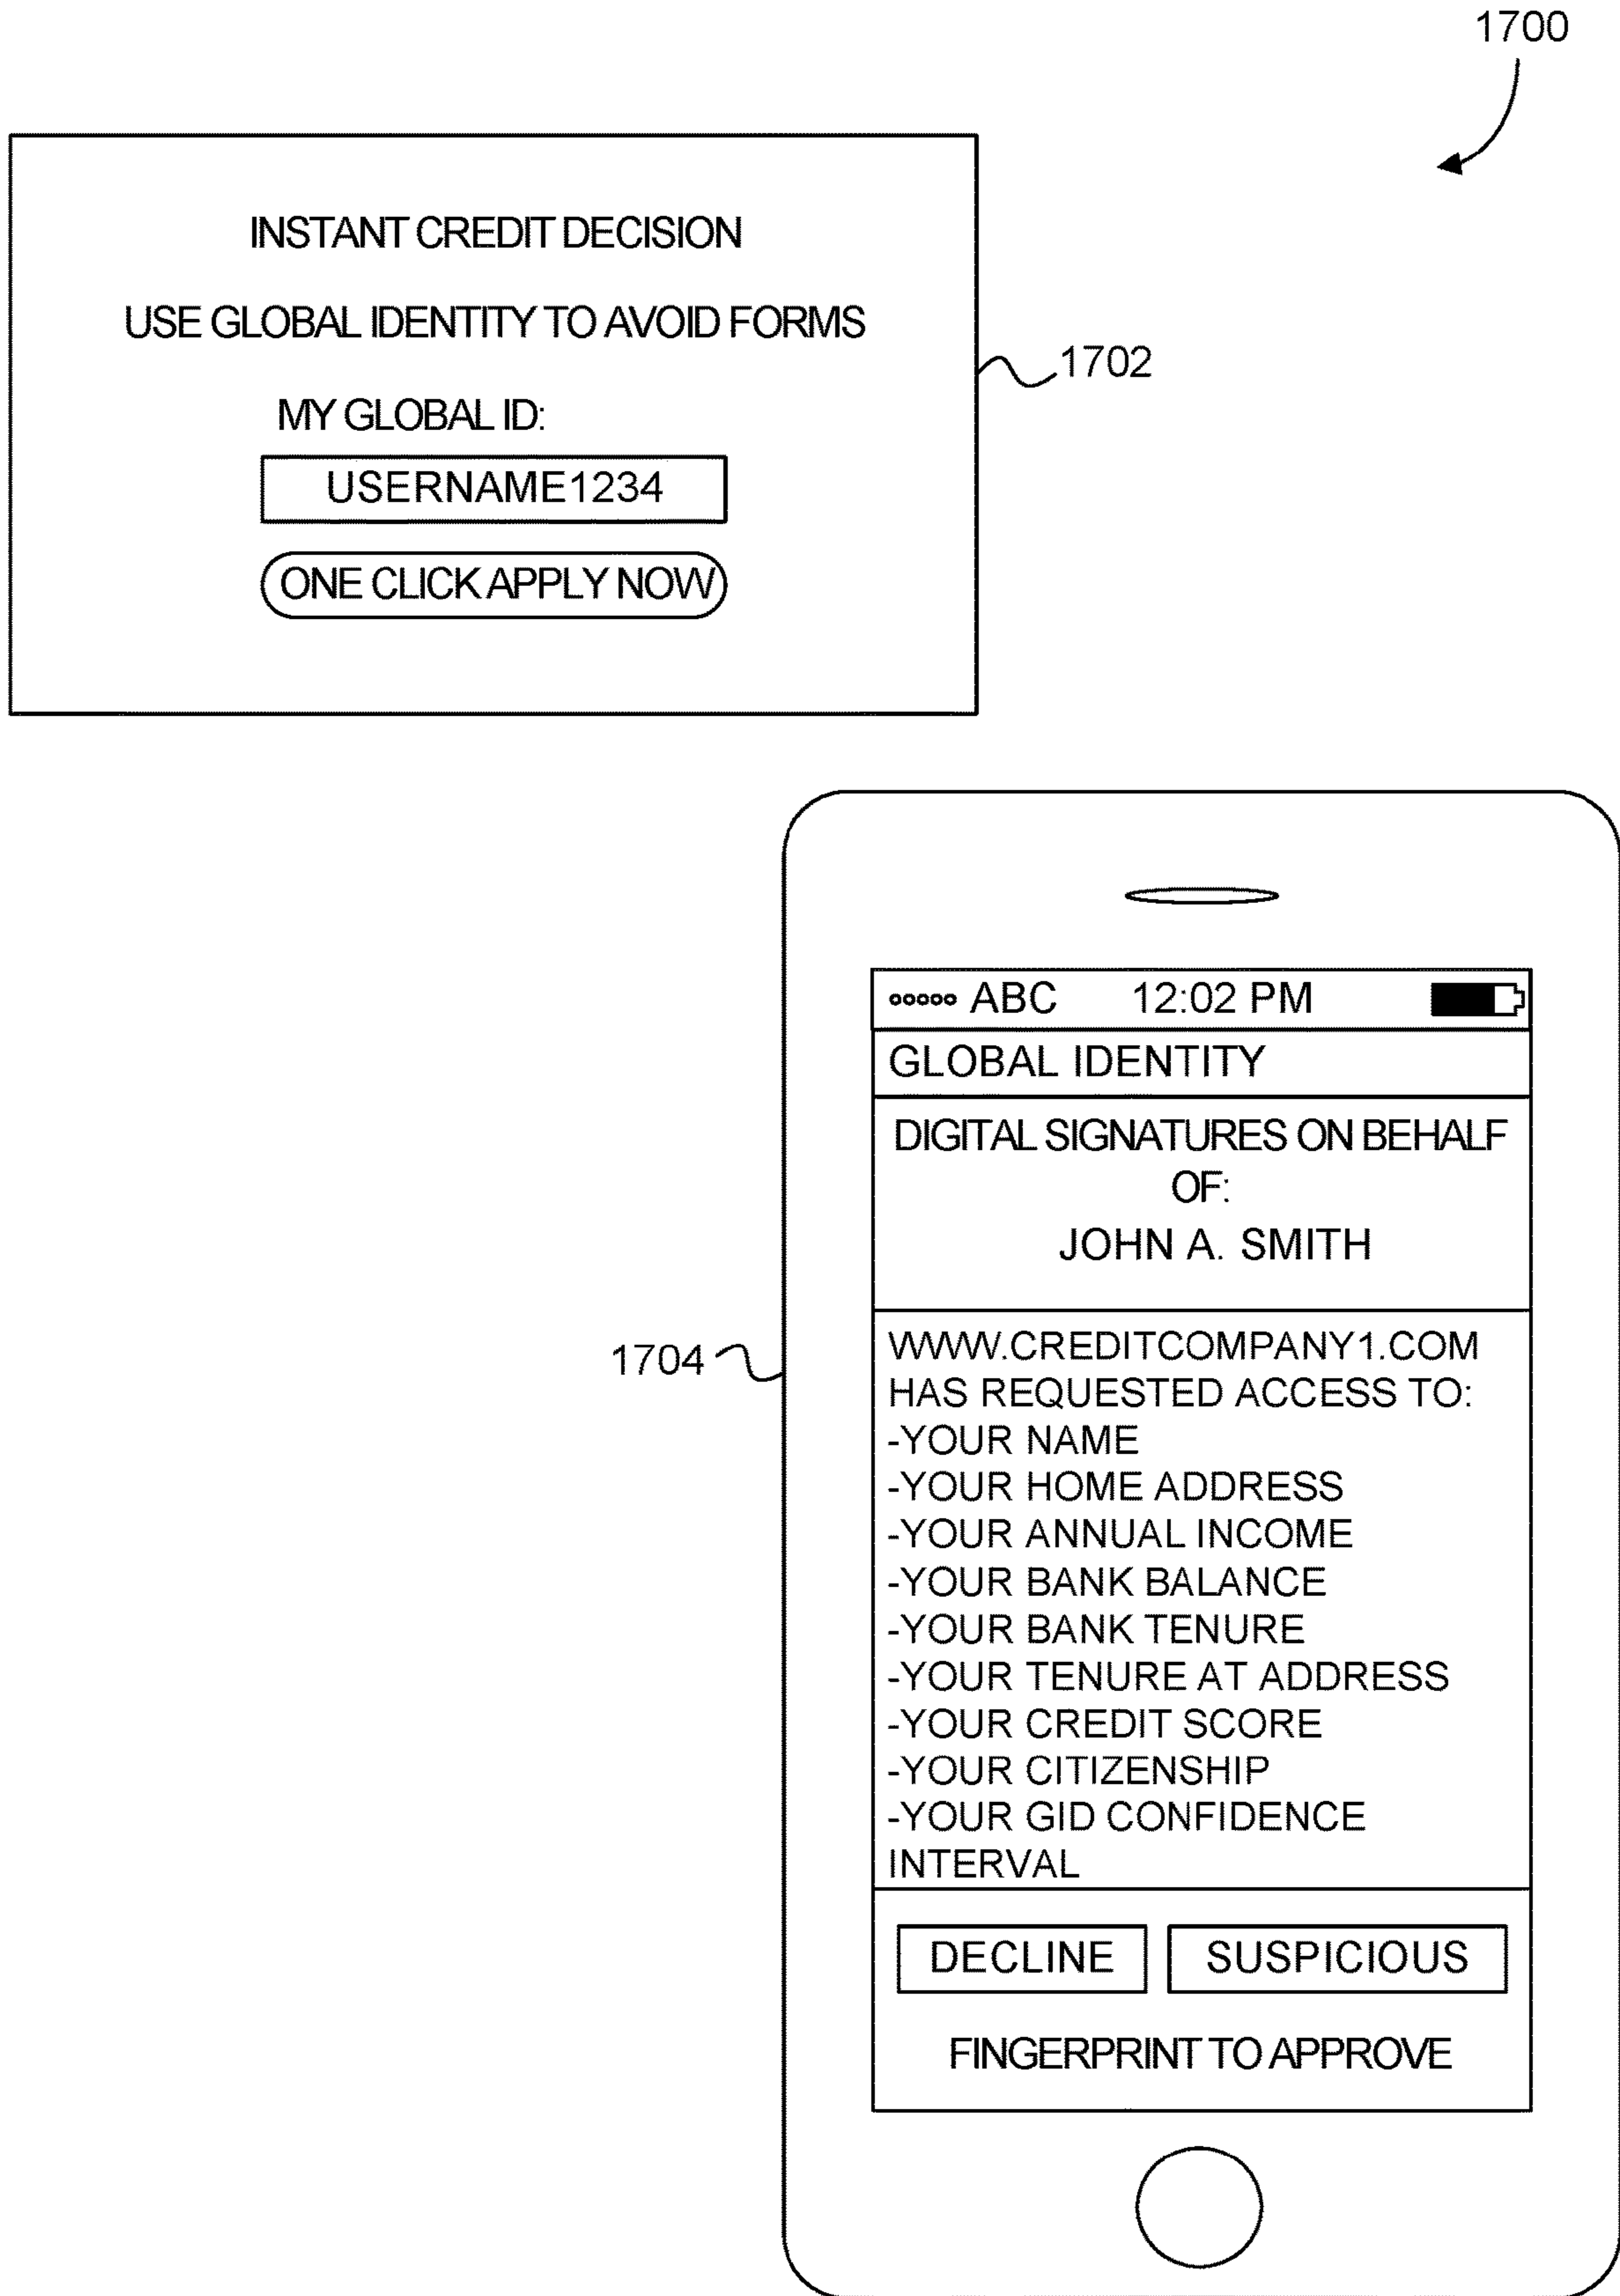 1700
INSTANT CREDIT DECISION
USE GLOBAL IDENTITY TO AVOID FORMS
1702
MY GLOBAL ID:
USERNAME1234
ONE CLICK APPLY NOW
ABC 12:02 PM
GLOBAL IDENTITY
DIGITAL SIGNATURES ON BEHALF
OF:
JOHN A. SMITH
1704
WWW.CREDITCOMPANY1.COM
HAS REQUESTED ACCESS TO:
-YOUR NAME
-YOUR HOME ADDRESS
-YOUR ANNUAL INCOME
-YOUR BANK BALANCE
-YOUR BANK TENURE
-YOUR TENURE AT ADDRESS
-YOUR CREDIT SCORE
-YOUR CITIZENSHIP
-YOUR GID CONFIDENCE
INTERVAL
DECLINE SUSPICIOUS
FINGERPRINT TO APPROVE